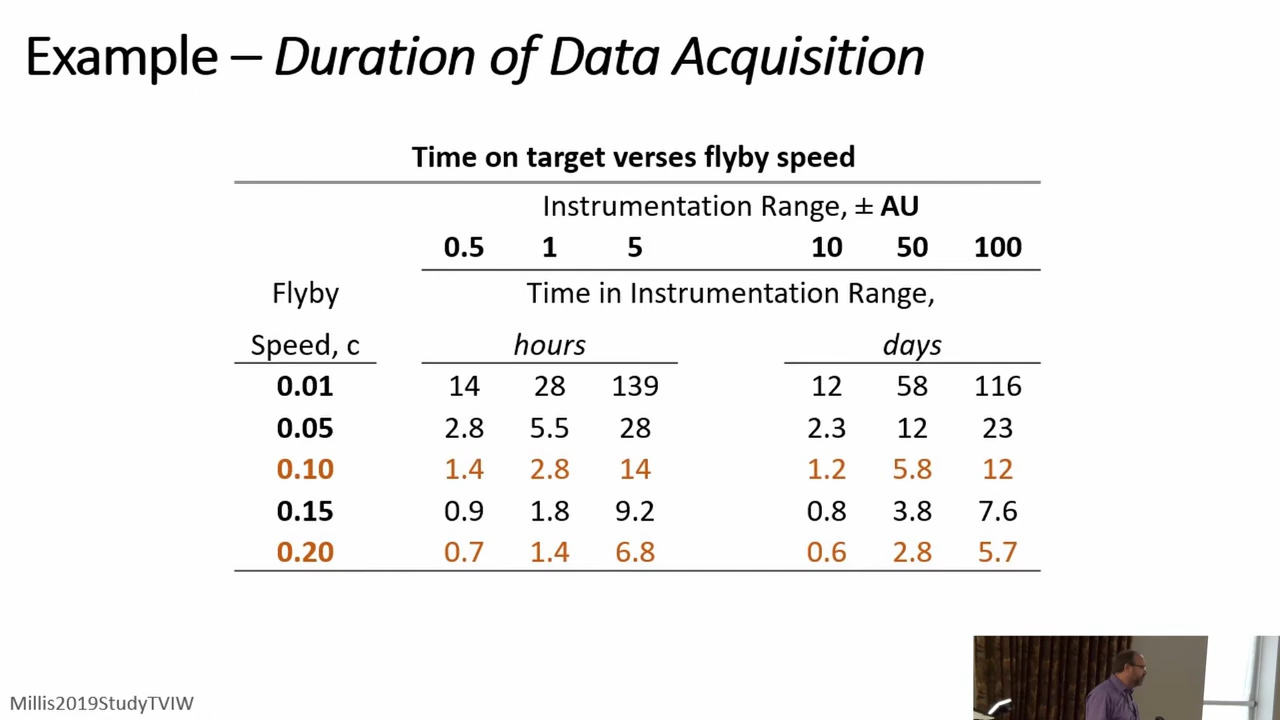 Example – Duration of Data Acquisition
Time on target verses flyby speed
Instrumentation Range, ± AU
0.5 1 5 10 50 100
Flyby Time in Instrumentation Range,
Speed, c hours days
0.01 14 28 139 12 58 116
0.05 2.8 5.5 28 2.3 12 23
0.10 1.4 2.8 14 1.2 5.8 12
0.15 0.9 1.8 9.2 0.8 3.8 7.6
0.20 0.7 1.4 6.8 0.6 2.8 5.7
Millis2019StudyTVIW